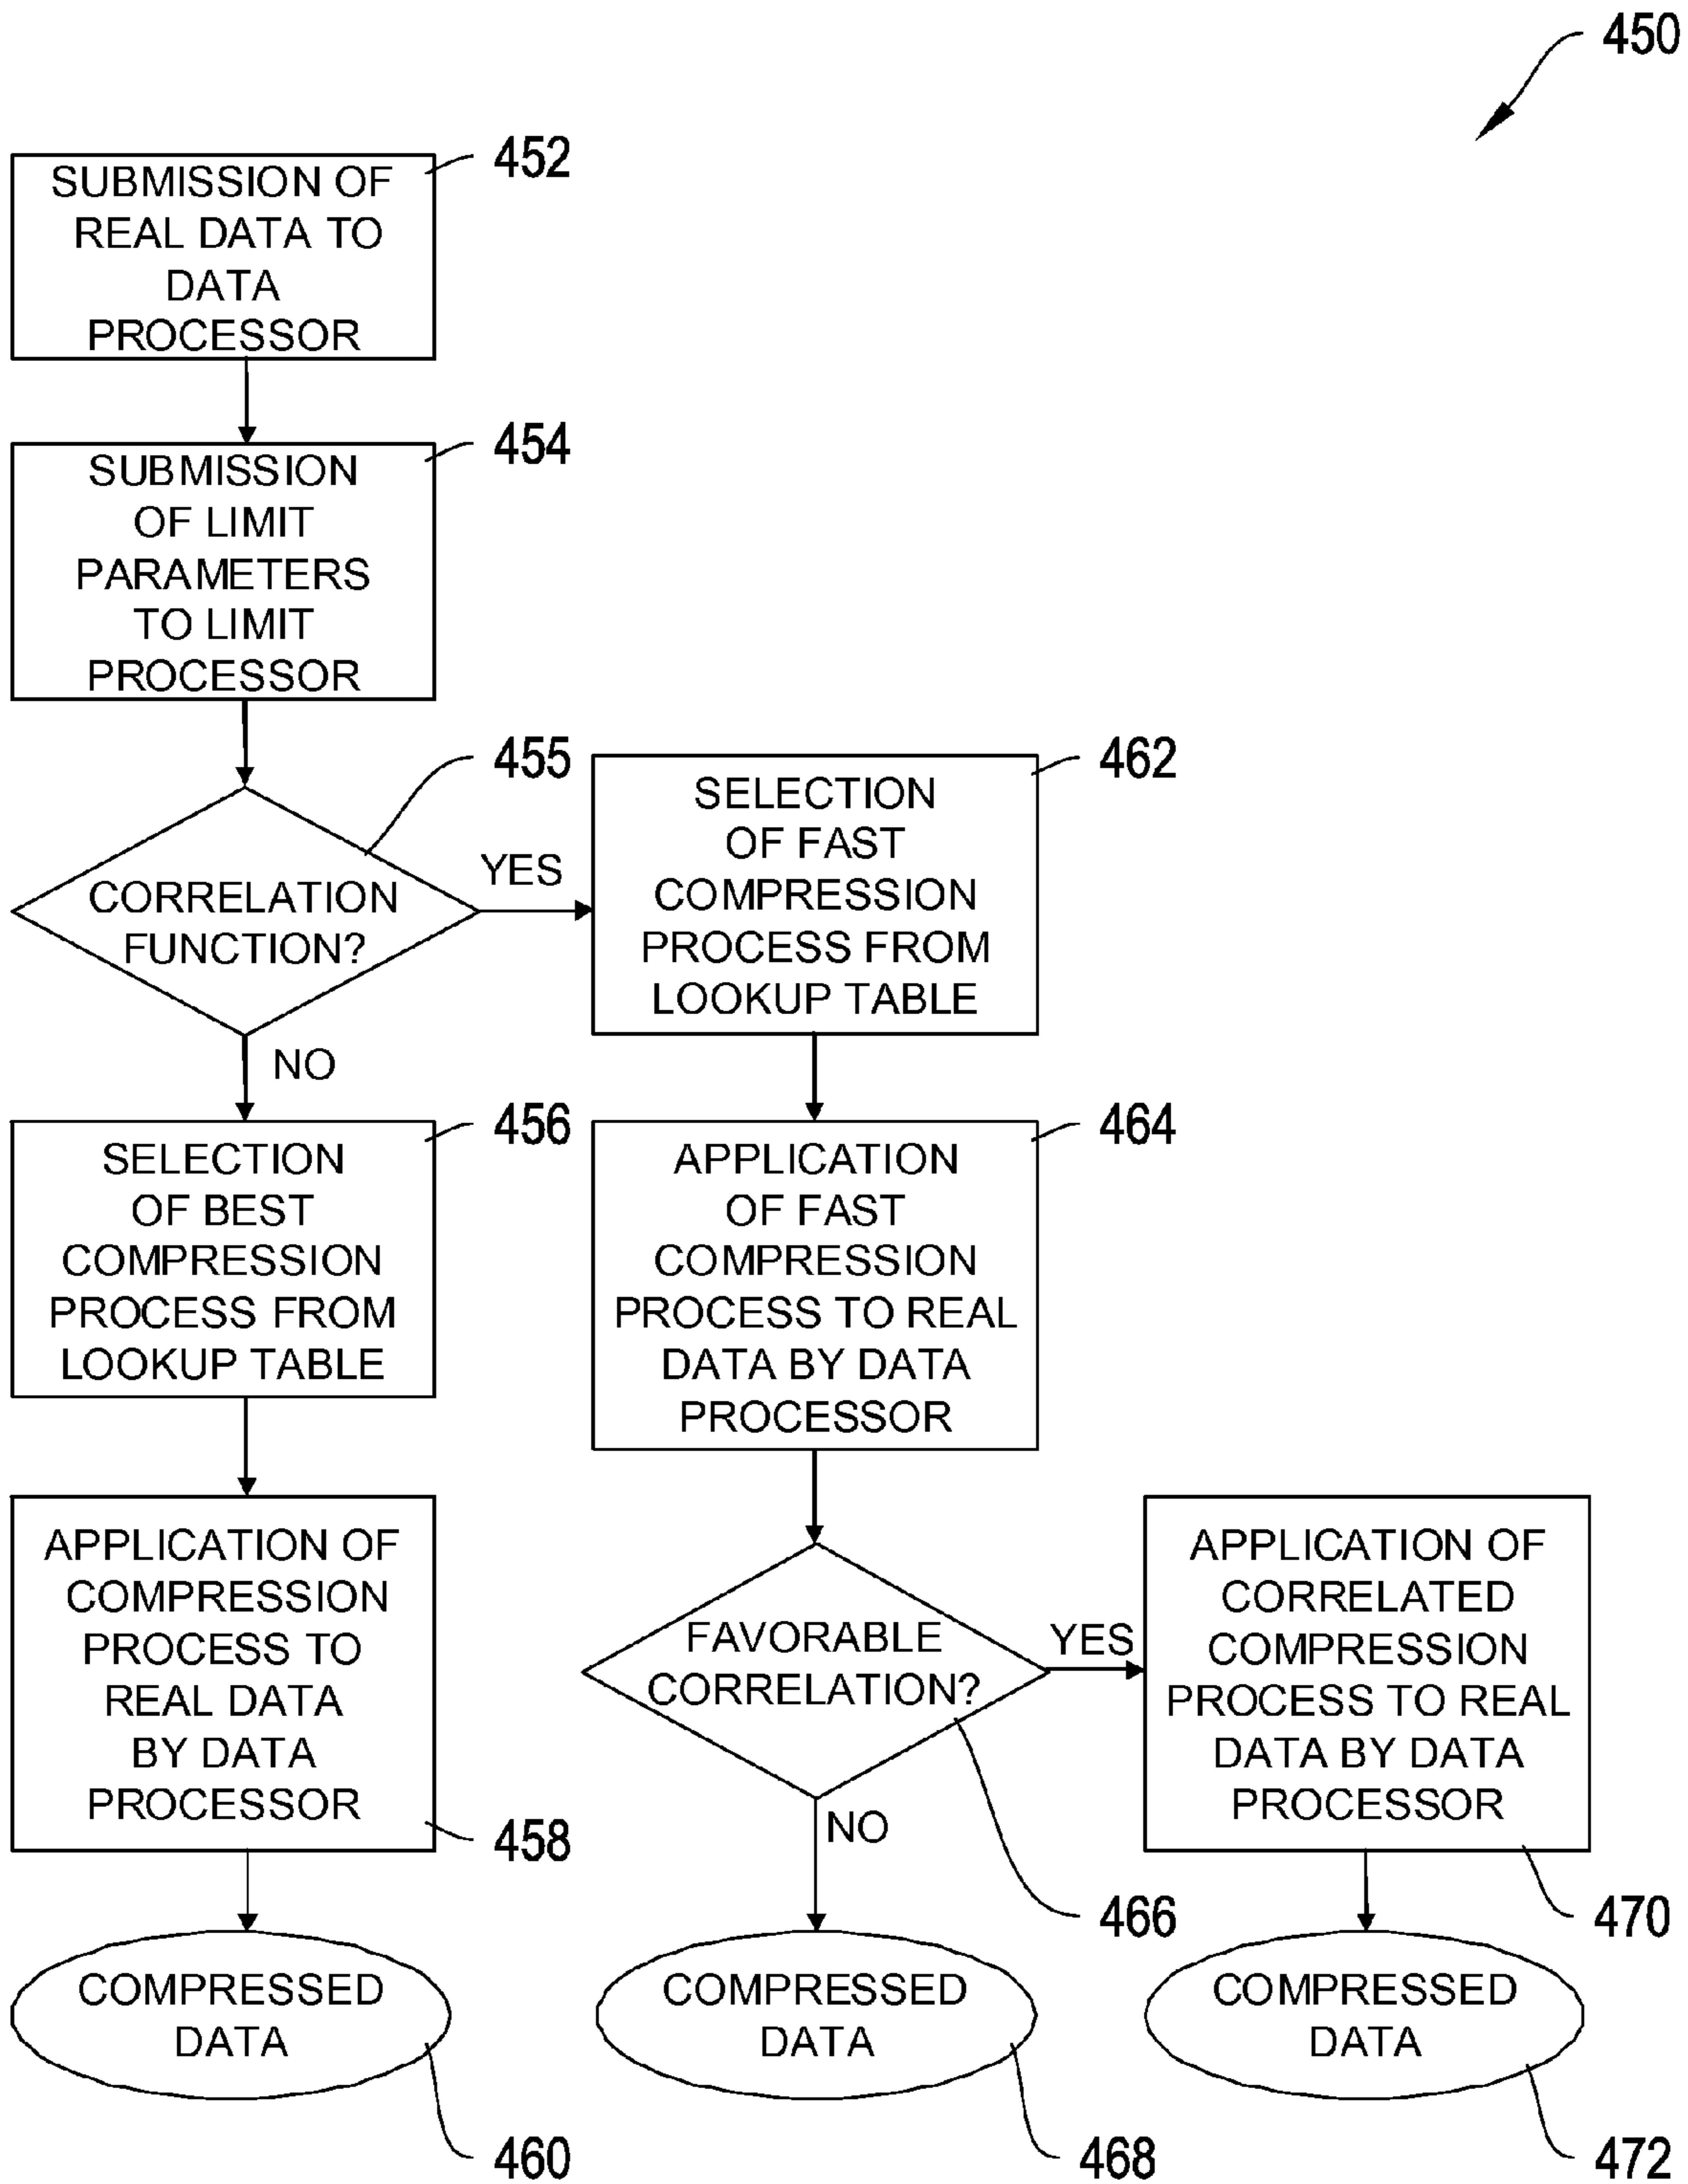 450
452
SUBMISSION OF
REAL DATA TO
DATA
PROCESSOR
454
SUBMISSION
OF LIMIT
PARAMETERS
TO LIMIT
PROCESSOR
455
CORRELATION
FUNCTION?
YES
NO
462
SELECTION
OF FAST
COMPRESSION
PROCESS FROM
LOOKUP TABLE
456
SELECTION
OF BEST
COMPRESSION
PROCESS FROM
LOOKUP TABLE
464
APPLICATION
OF FAST
COMPRESSION
PROCESS TO REAL
DATA BY DATA
PROCESSOR
APPLICATION OF
COMPRESSION
PROCESS TO
REAL DATA
BY DATA
PROCESSOR
458
FAVORABLE
CORRELATION?
YES
NO
466
APPLICATION OF
CORRELATED
COMPRESSION
PROCESS TO REAL
DATA BY DATA
PROCESSOR
470
COMPRESSED
DATA
460
COMPRESSED
DATA
468
COMPRESSED
DATA
472